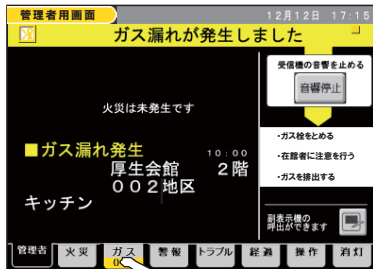 管理者用画面
12月12日 17:15
ガス漏れが発生しました
受信機の音響を止める
音響停止
火災は未発生です
・ガス栓をとめる
・在館者に注意を行う
・ガスを排出する
■ガス漏れ発生 10:00
厚生会館 2階
002地区
キッチン
副表示機の
呼出ができます
管理者 火災 ガス 警報 トラブル 経過 操作 消灯